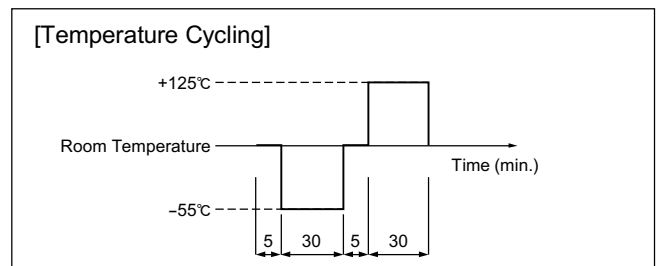 [Temperature Cycling]
+125℃
Room Temperature
Time (min.)
−55℃
5 30 5 30